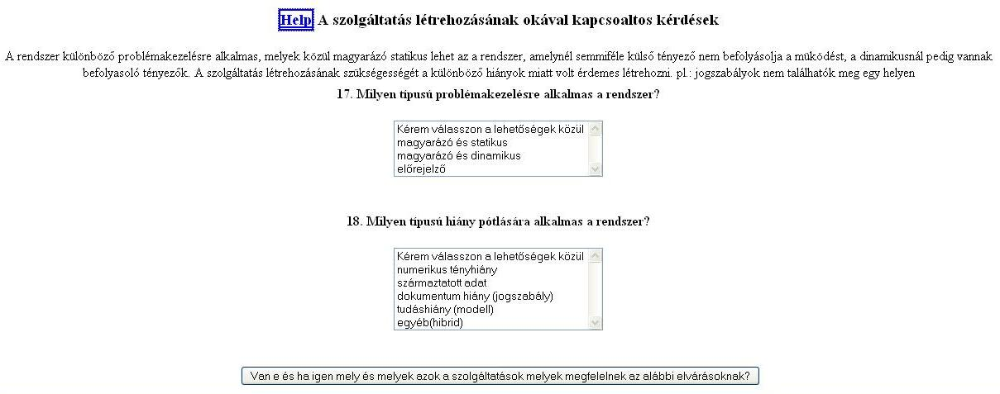 Help A szolgáltatás létrehozásának okával kapcsoaltos kérdések
A rendszer különböző problémakezelésre alkalmas, melyek közül magyarázó statikus lehet az a rendszer, amelynél semmiféle külső tényező nem befolyásolja a müködést, a dinamikusnál pedig vannak
befolyasoló tényezők. A szolgáltatás létrehozásának szükségességét a különböző hiányok miatt volt érdemes létrehozni. pl.: jogszabályok nem találhatók meg egy helyen
17. Milyen típusú problémakezelésre alkalmas a rendszer?
Kérem válasszon a lehetőségek közül
magyarázó és statikus
magyarázó és dinamikus
előrejelző
18. Milyen típusú hiány pótlására alkalmas a rendszer?
Kérem válasszon a lehetőségek közül
numerikus tényhiány
származtatott adat
dokumentum hiány (jogszabály)
tudáshiány (modell)
egyéb(hibrid)
Van e és ha igen mely és melyek azok a szolgáltatások melyek megfelelnek az alábbi elvárásoknak?